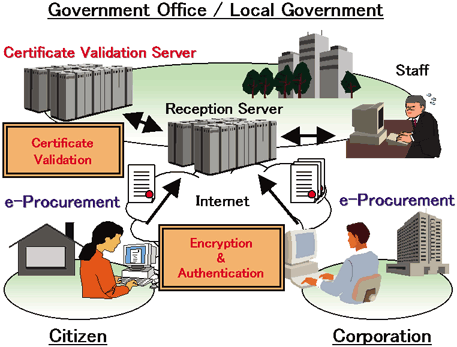 Government Office / Local Government
Certificate Validation Server
Staff
Reception Server
Certificate
Validation
e-Procurement
Internet
e-Procurement
Encryption
&
Authentication
Citizen
Corporation